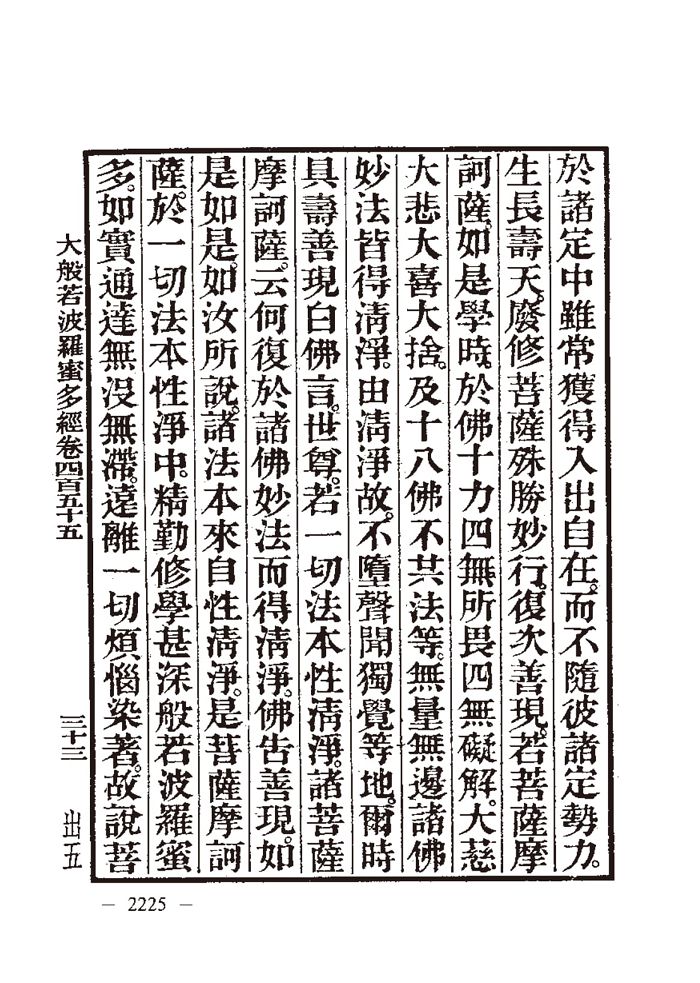 於諸定中雖常獲得入出自在。而不隨彼諸定勢力。
生長壽天。廢修菩薩殊勝妙行。復次善現。若菩薩摩
訶薩。如是學時。於佛十力四無所畏四無礙解。大慈
大悲大喜大捨。及十八佛不共法等。無量無邊諸佛
妙法皆得清淨。由清淨故。不墮聲聞獨覺等地。爾時
具壽善現白佛言。世尊。若一切法本性清淨。諸菩薩
摩訶薩。云何復於諸佛妙法而得清淨。佛告善現。如
是如是。如汝所說。諸法本來自性清淨。是菩薩摩訶
薩。於一切法本性淨中。精勤修學甚深般若波羅蜜
多。如實通達無沒無滯。遠離一切煩惱染著。故說菩
大般若波羅蜜多經卷四百五十五 三十三 出五
— 2225 —